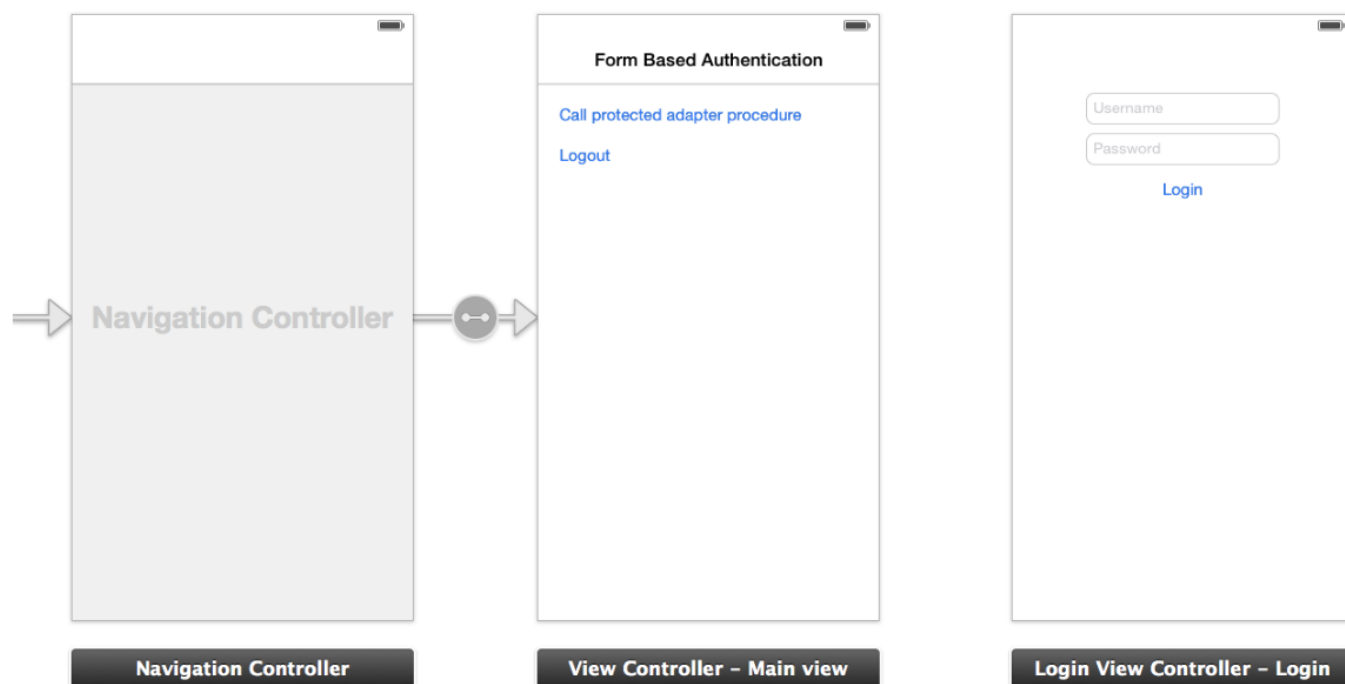 Navigation Controller
Navigation Controller
Form Based Authentication
Call protected adapter procedure
Logout
View Controller – Main view
Username
Password
Login
Login View Controller – Login